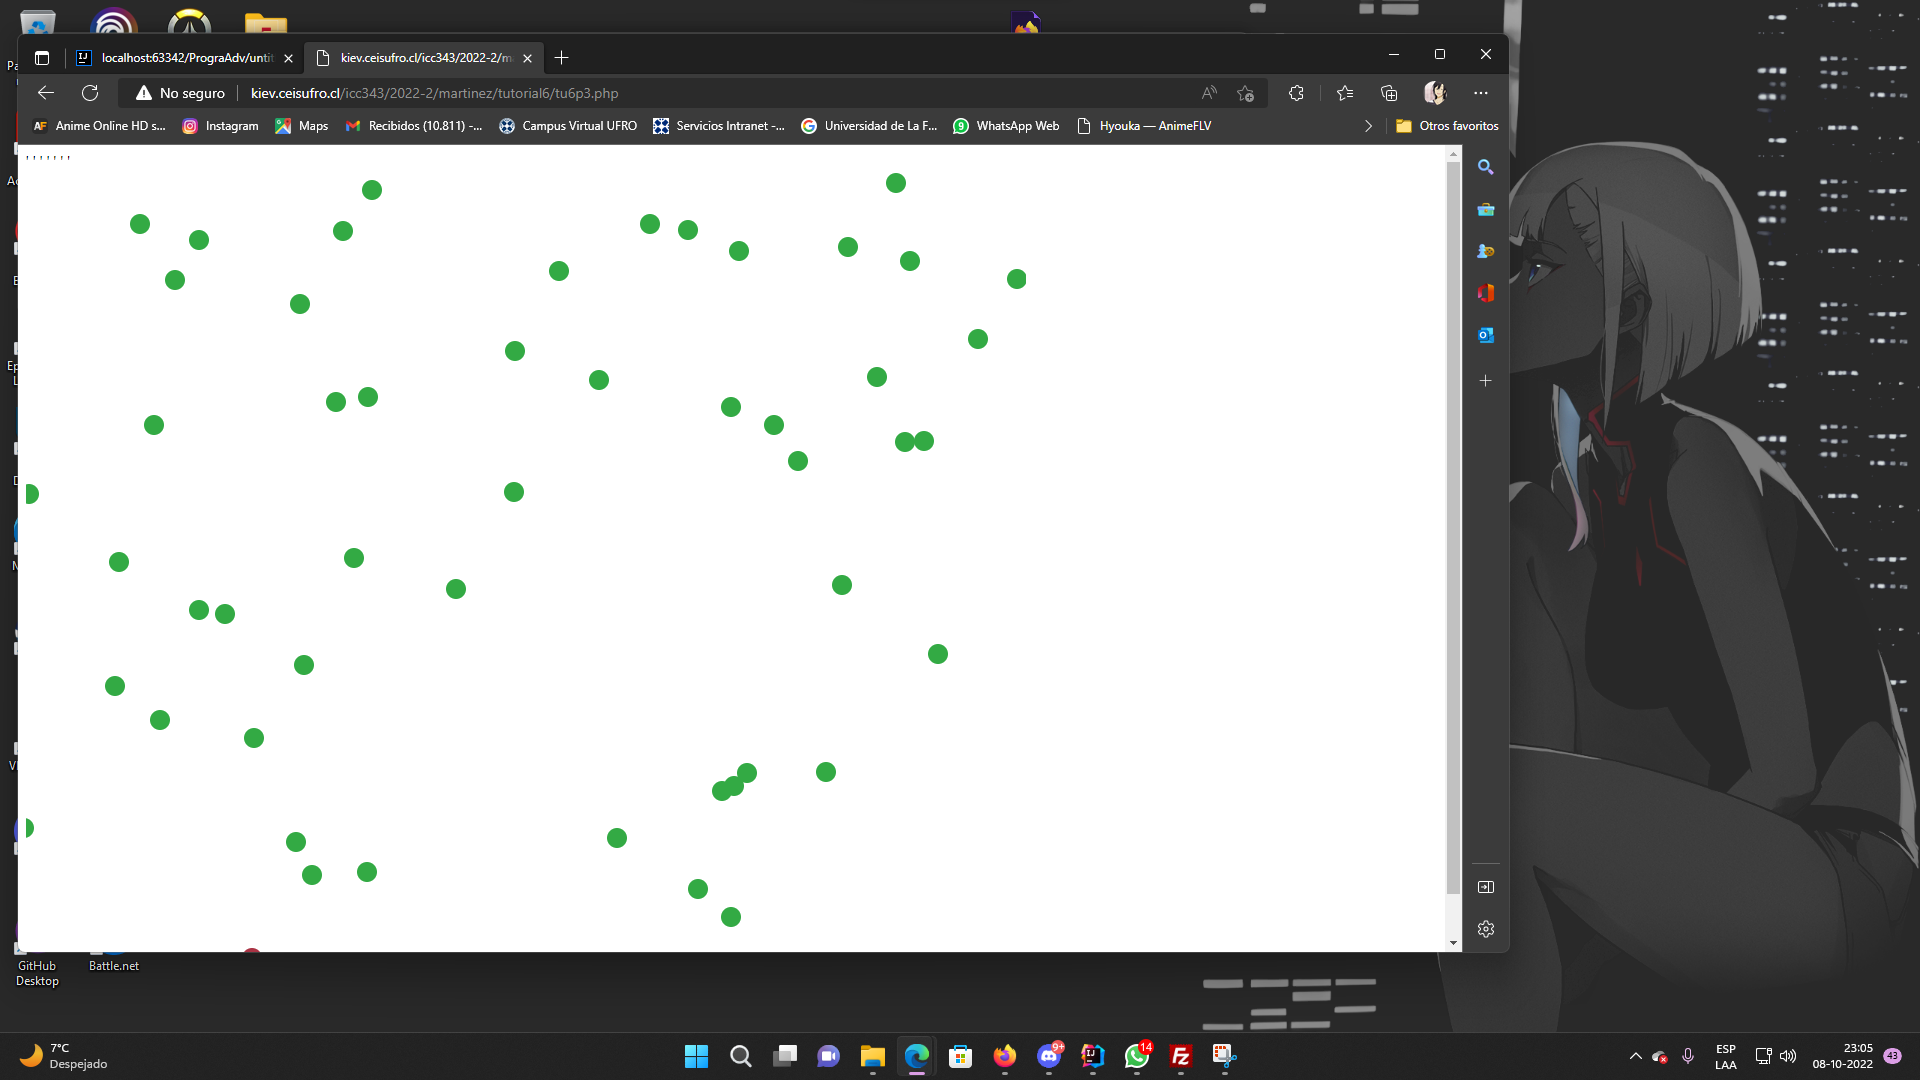 localhost:63342/PrograAdv/untit
kiev.ceisufro.cl/icc343/2022-2/m
No seguro
kiev.ceisufro.cl/icc343/2022-2/martinez/tutorial6/tu6p3.php
Anime Online HD s...
Instagram
Maps
Recibidos (10.811) -...
Campus Virtual UFRO
Servicios Intranet -...
Universidad de La F...
WhatsApp Web
Hyouka — AnimeFLV
Otros favoritos
, , , , , , ,
GitHub
Desktop
Battle.net
7°C
Despejado
9+
14
ESP
LAA
23:05
08-10-2022
43